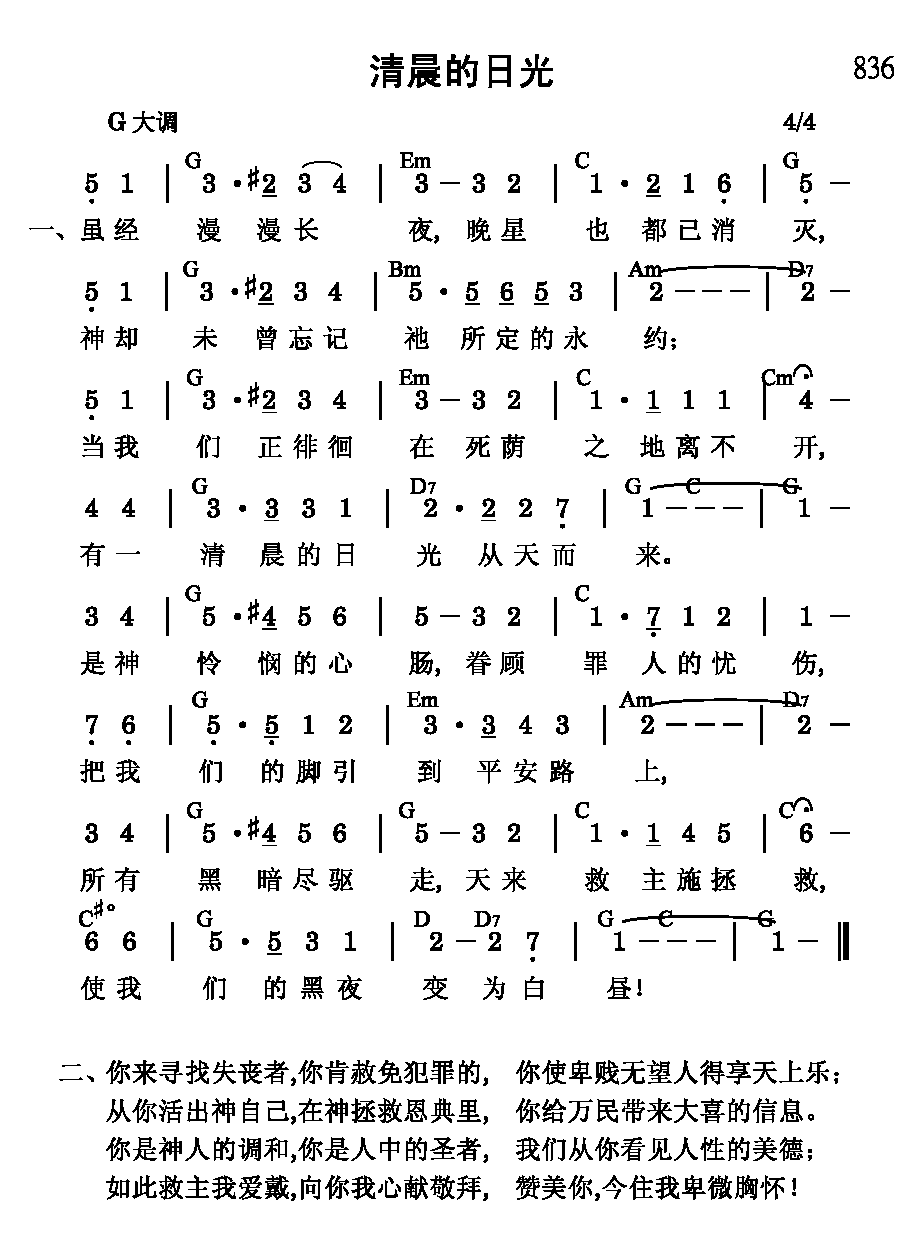 清晨的日光 836
G 大调 4/4
G Em C G
5 1 | 3 · #2 3 4 | 3 – 3 2 | 1 · 2 1 6 | 5 –
一、虽经 漫 漫长 夜, 晚星 也 都已消 灭,
G Bm Am D7
5 1 | 3 · #2 3 4 | 5 · 5 6 5 3 | 2 – – – | 2 –
神却 未 曾忘记 祂 所定的永 约;
G Em C Cm
5 1 | 3 · #2 3 4 | 3 – 3 2 | 1 · 1 1 1 | 4 –
当我 们 正徘徊 在 死荫 之 地离不 开,
G D7 G C G
4 4 | 3 · 3 3 1 | 2 · 2 2 7 | 1 – – – | 1 –
有一 清 晨的日 光 从天而 来。
G C
3 4 | 5 · #4 5 6 | 5 – 3 2 | 1 · 7 1 2 | 1 –
是神 怜 悯的心 肠, 眷顾 罪 人的忧 伤,
G Em Am D7
7 6 | 5 · 5 1 2 | 3 · 3 4 3 | 2 – – – | 2 –
把我 们 的脚引 到 平安路 上,
G G C C
3 4 | 5 · #4 5 6 | 5 – 3 2 | 1 · 1 4 5 | 6 –
所有 黑 暗尽驱 走, 天来 救 主施拯 救,
C#° G D D7 G C G
6 6 | 5 · 5 3 1 | 2 – 2 7 | 1 – – – | 1 – ‖
使我 们 的黑夜 变 为白 昼!
二、你来寻找失丧者,你肯赦免犯罪的, 你使卑贱无望人得享天上乐;
从你活出神自己,在神拯救恩典里, 你给万民带来大喜的信息。
你是神人的调和,你是人中的圣者, 我们从你看见人性的美德;
如此救主我爱戴,向你我心献敬拜, 赞美你,今住我卑微胸怀!